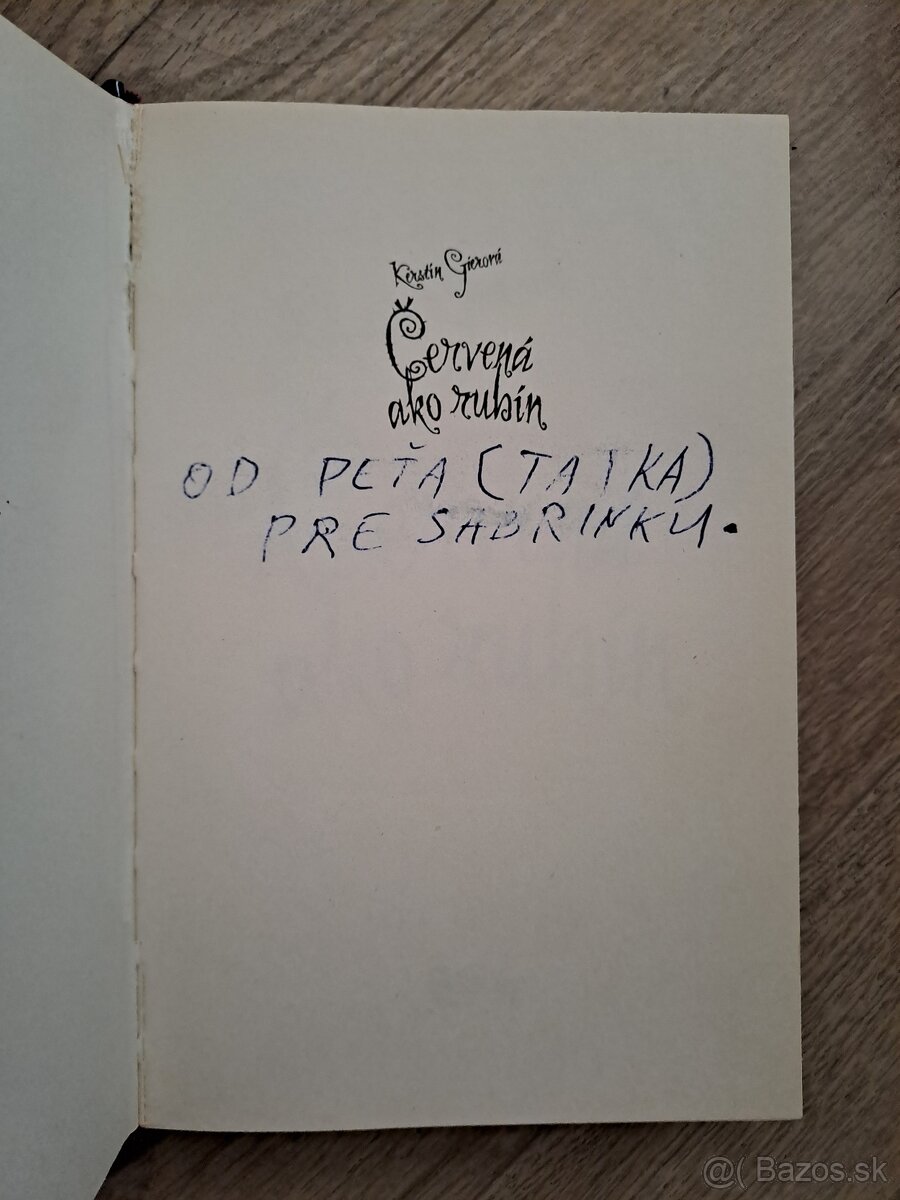 Kerstin Gierová
Červená
ako rubín
OD PEŤA (TATKA)
PRE SABRINKU.
@( Bazos.sk